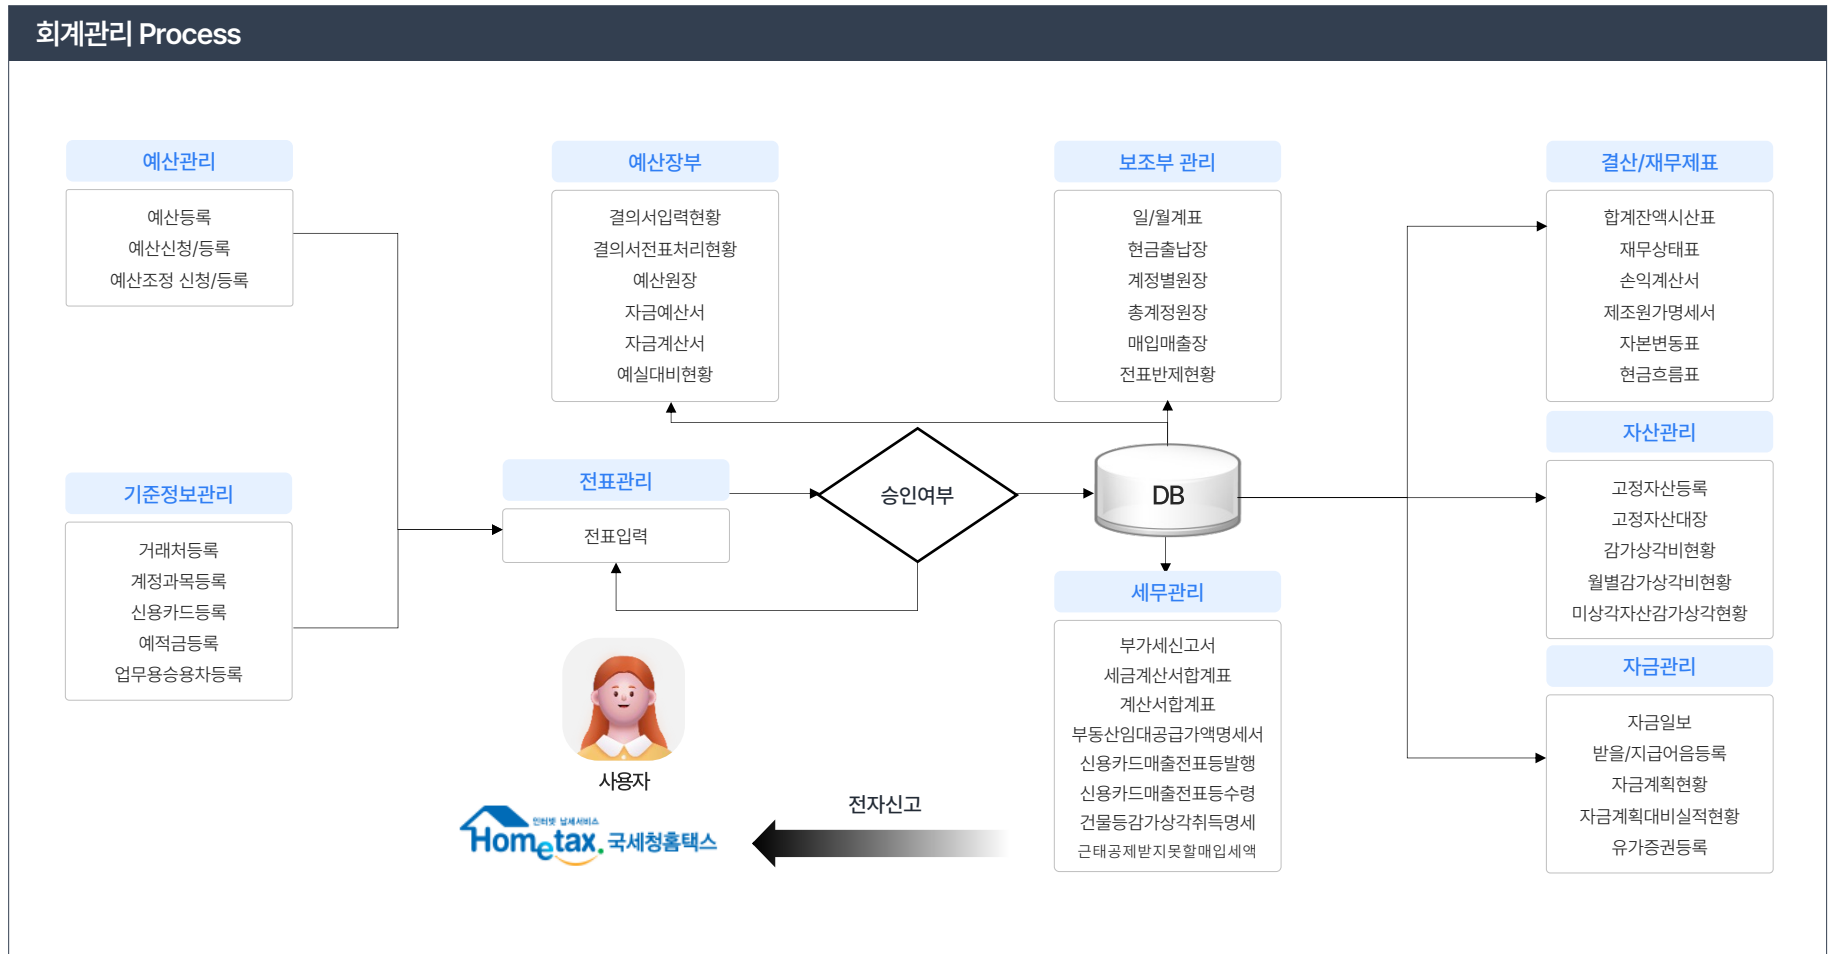 회계관리 Process
예산관리
예산등록
예산신청/등록
예산조정 신청/등록
기준정보관리
거래처등록
계정과목등록
신용카드등록
예적금등록
업무용승용차등록
예산장부
결의서입력현황
결의서전표처리현황
예산원장
자금예산서
자금계산서
예실대비현황
전표관리
전표입력
승인여부
DB
사용자
인터넷 납세서비스
Hometax. 국세청홈택스
전자신고
보조부 관리
일/월계표
현금출납장
계정별원장
총계정원장
매입매출장
전표반제현황
세무관리
부가세신고서
세금계산서합계표
계산서합계표
부동산임대공급가액명세서
신용카드매출전표등발행
신용카드매출전표등수령
건물등감가상각취득명세
근태공제받지못할매입세액
결산/재무제표
합계잔액시산표
재무상태표
손익계산서
제조원가명세서
자본변동표
현금흐름표
자산관리
고정자산등록
고정자산대장
감가상각비현황
월별감가상각비현황
미상각자산감가상각현황
자금관리
자금일보
받을/지급어음등록
자금계획현황
자금계획대비실적현황
유가증권등록